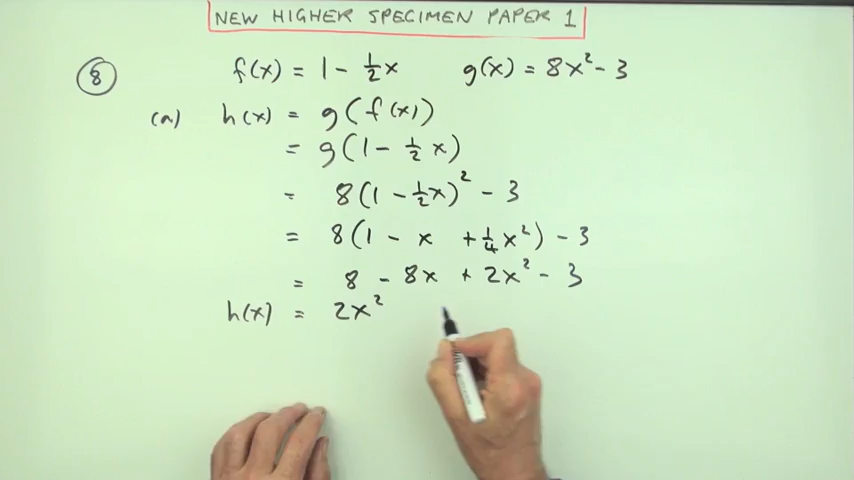 NEW HIGHER SPECIMEN PAPER 1
8 f(x) = 1 - ½x g(x) = 8x² - 3
(a) h(x) = g(f(x))
= g(1 - ½x)
= 8(1 - ½x)² - 3
= 8(1 - x + ¼x²) - 3
= 8 - 8x + 2x² - 3
h(x) = 2x²